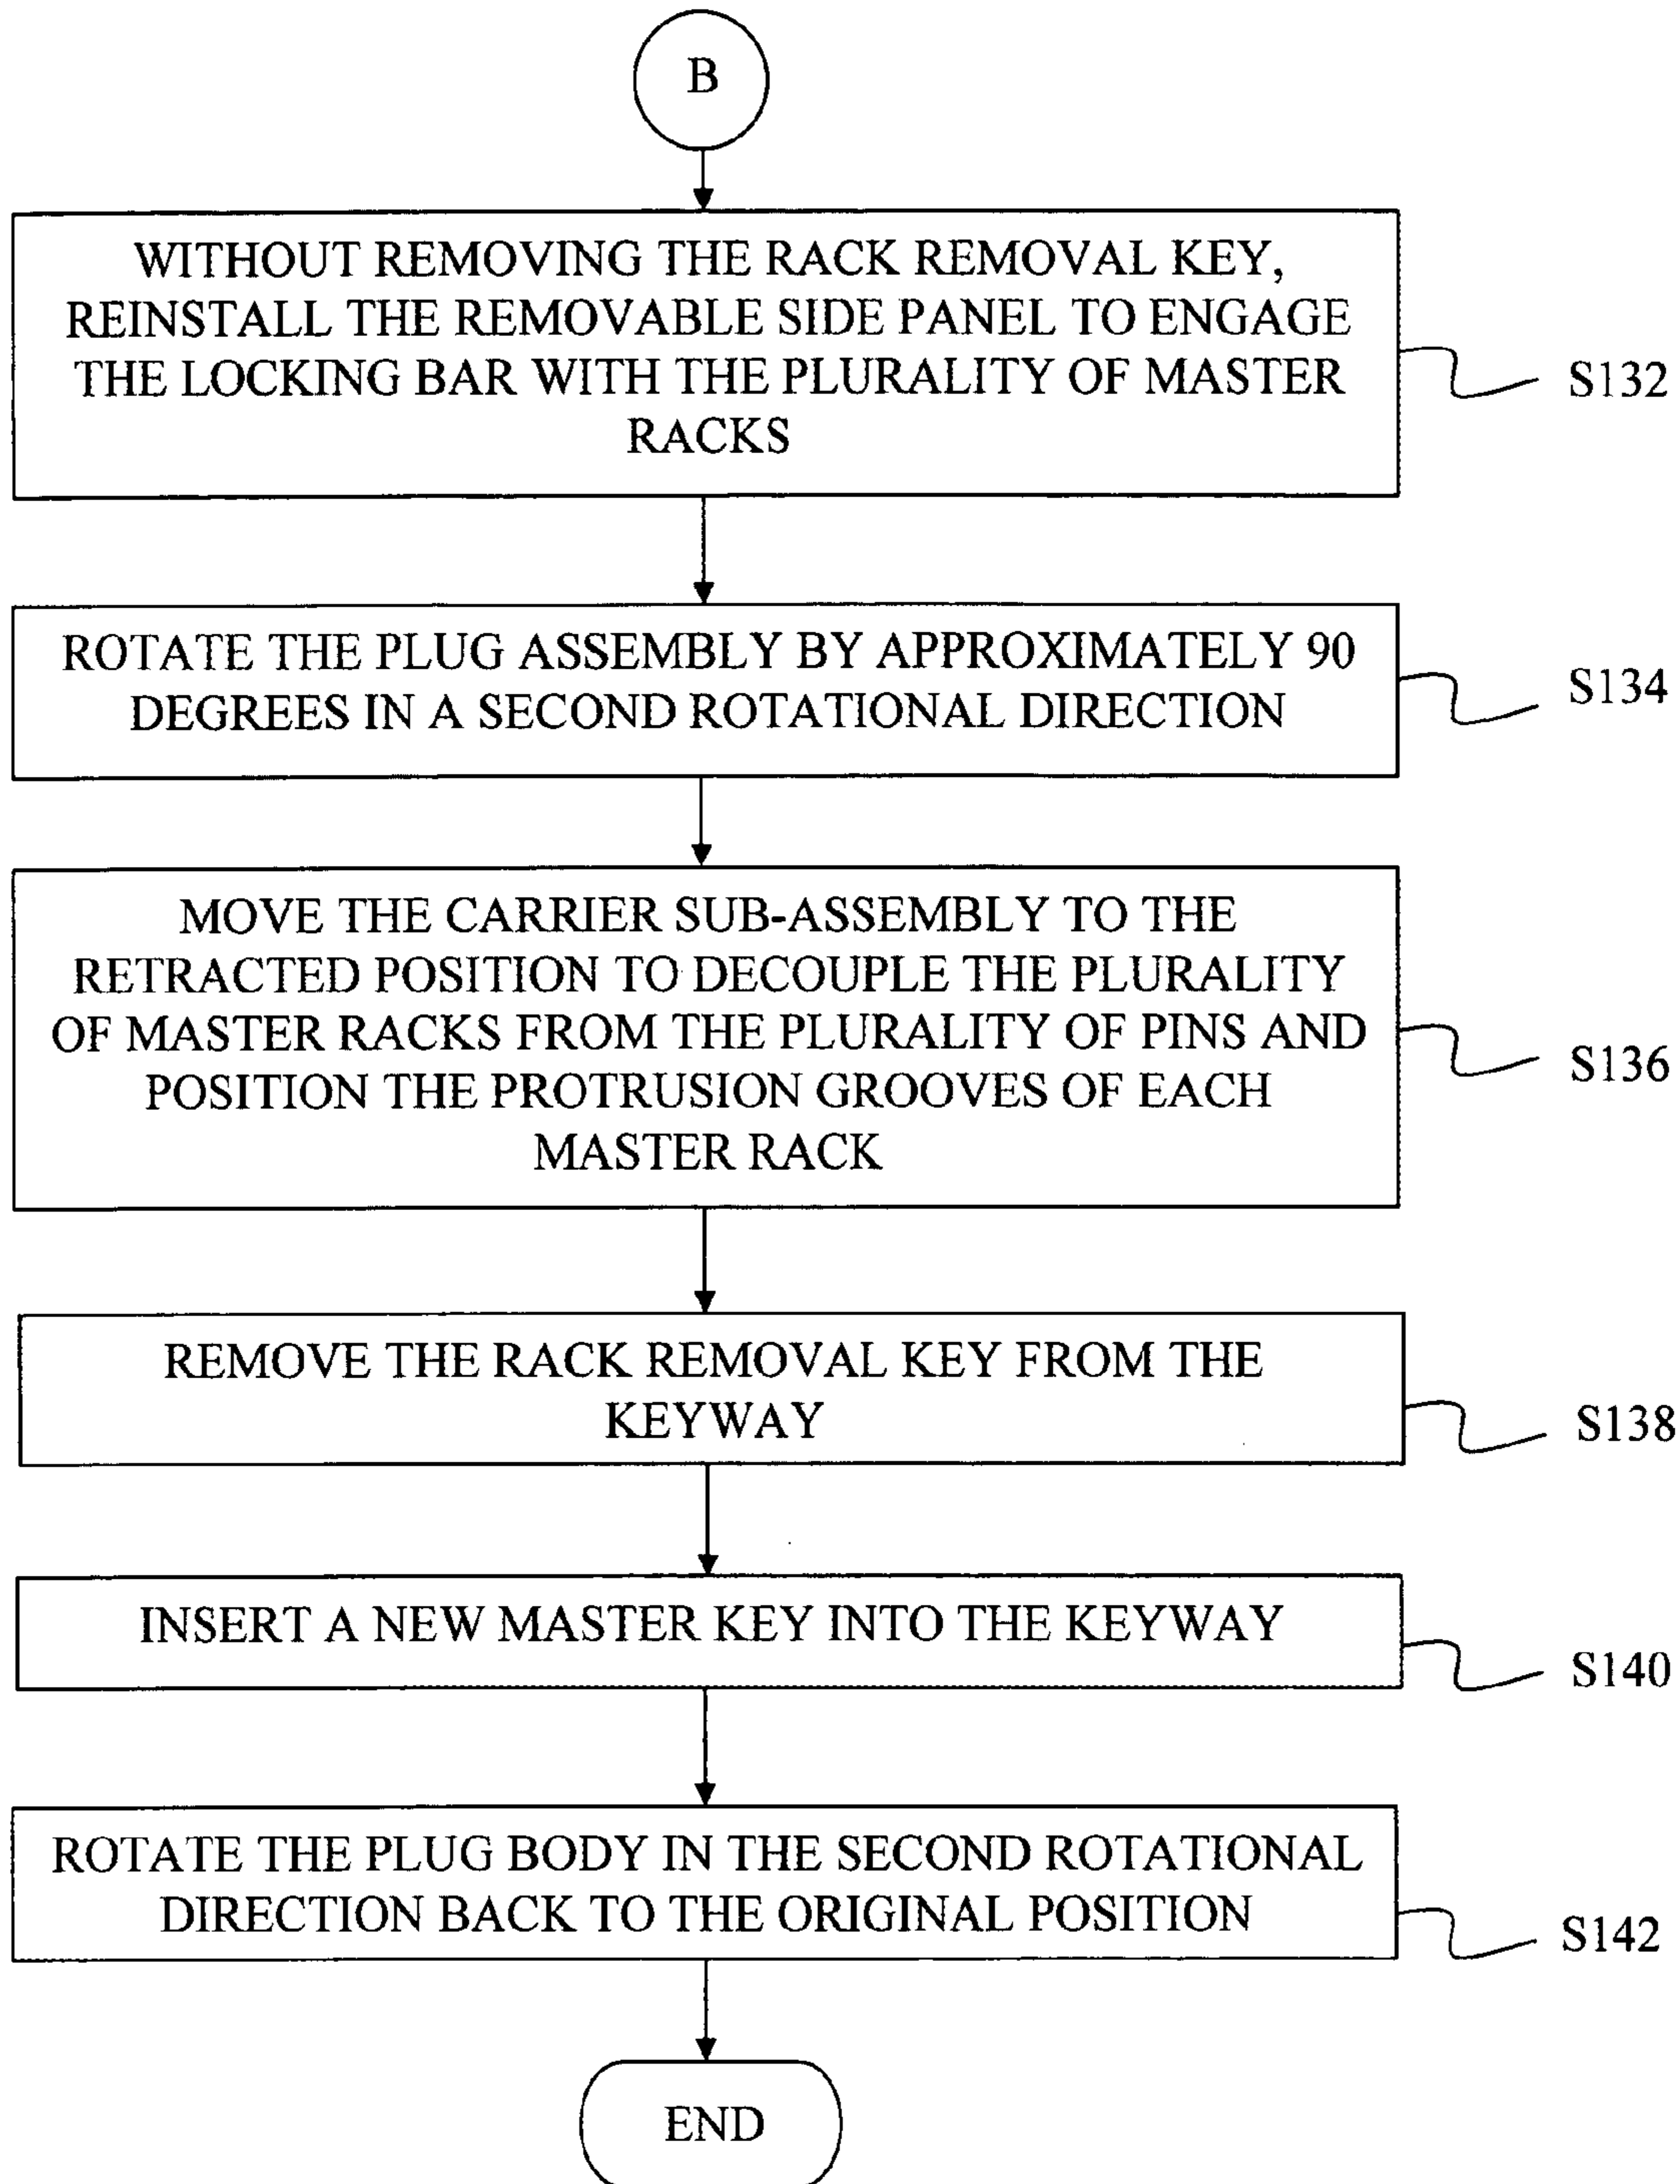 B
WITHOUT REMOVING THE RACK REMOVAL KEY,
REINSTALL THE REMOVABLE SIDE PANEL TO ENGAGE
THE LOCKING BAR WITH THE PLURALITY OF MASTER
RACKS
S132
ROTATE THE PLUG ASSEMBLY BY APPROXIMATELY 90
DEGREES IN A SECOND ROTATIONAL DIRECTION
S134
MOVE THE CARRIER SUB-ASSEMBLY TO THE
RETRACTED POSITION TO DECOUPLE THE PLURALITY
OF MASTER RACKS FROM THE PLURALITY OF PINS AND
POSITION THE PROTRUSION GROOVES OF EACH
MASTER RACK
S136
REMOVE THE RACK REMOVAL KEY FROM THE
KEYWAY
S138
INSERT A NEW MASTER KEY INTO THE KEYWAY
S140
ROTATE THE PLUG BODY IN THE SECOND ROTATIONAL
DIRECTION BACK TO THE ORIGINAL POSITION
S142
END